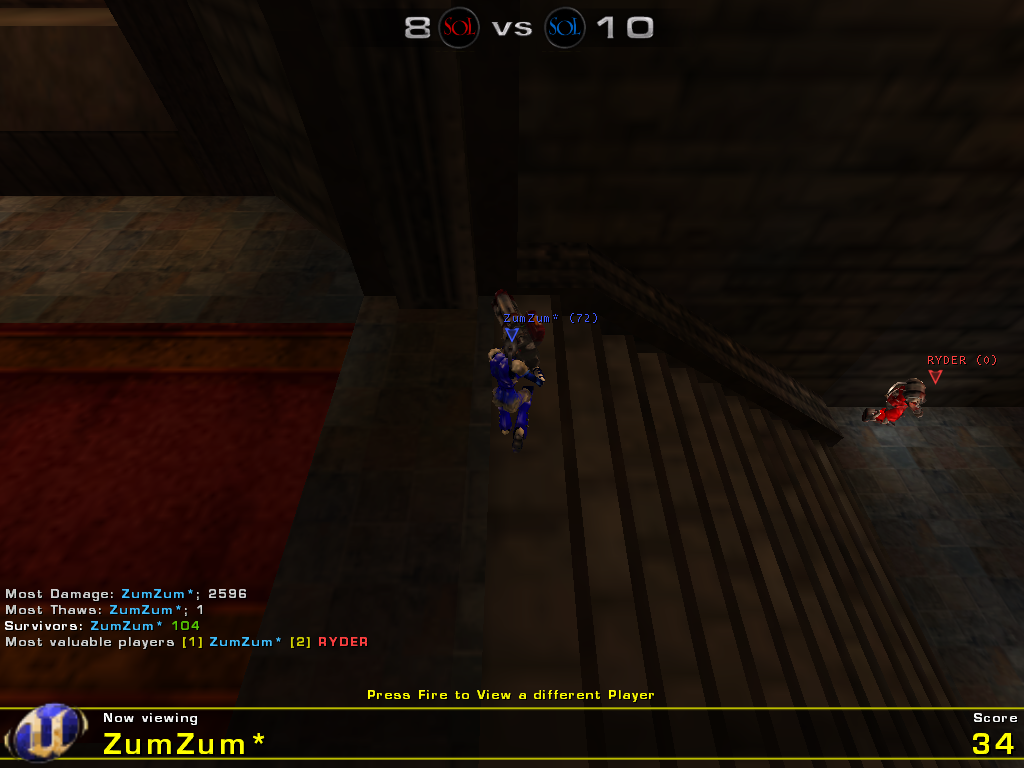 8 SOL vs SOL 10
ZumZum* (72)
RYDER (0)
Most Damage: ZumZum*; 2596
Most Thaws: ZumZum*; 1
Survivors: ZumZum* 104
Most valuable players [1] ZumZum* [2] RYDER
Press Fire to View a different Player
Now viewing
ZumZum*
Score
34